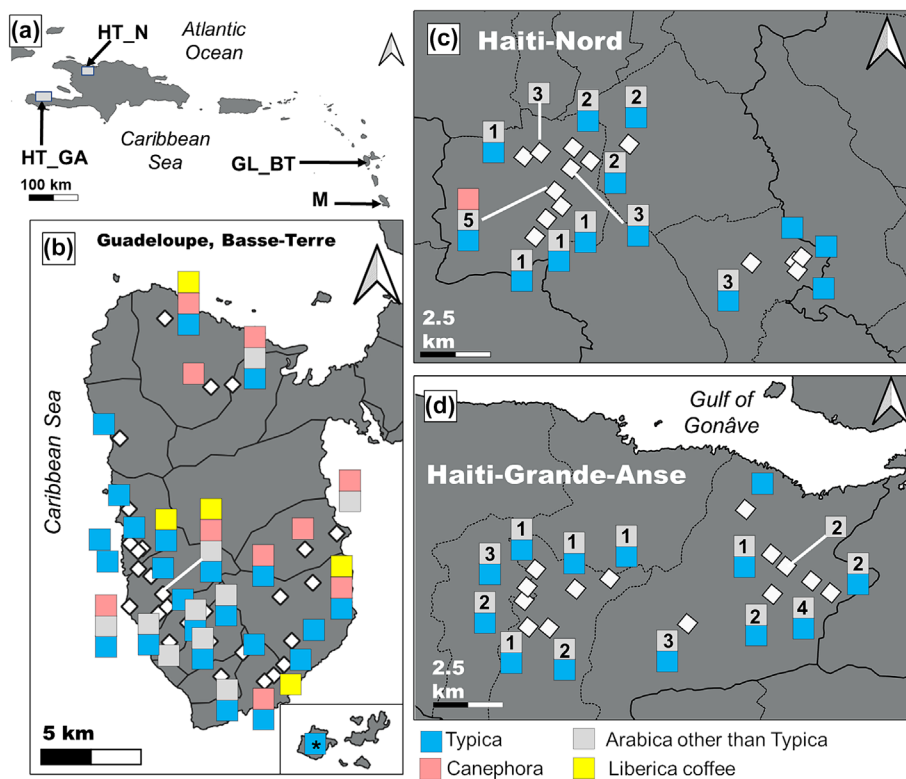 (a)
HT_N
Atlantic
Ocean
Caribbean
Sea
HT_GA
GL_BT
M
100 km
(b)
Guadeloupe, Basse-Terre
Caribbean Sea
5 km
*
(c)
Haiti-Nord
3
2
2
1
2
5
3
1
1
1
3
2.5
km
(d)
Gulf of
Gonâve
Haiti-Grande-Anse
1
1
1
3
2
1
2
3
2
1
2
2
4
2.5
km
Typica
Arabica other than Typica
Canephora
Liberica coffee